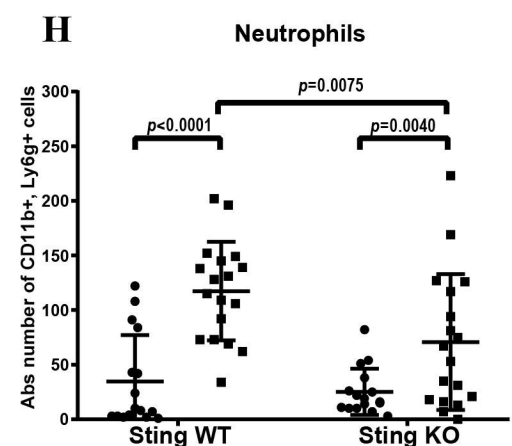 H
Neutrophils
p=0.0075
p<0.0001
p=0.0040
Abs number of CD11b+, Ly6g+ cells
300
250
200
150
100
50
0
Sting WT
Sting KO